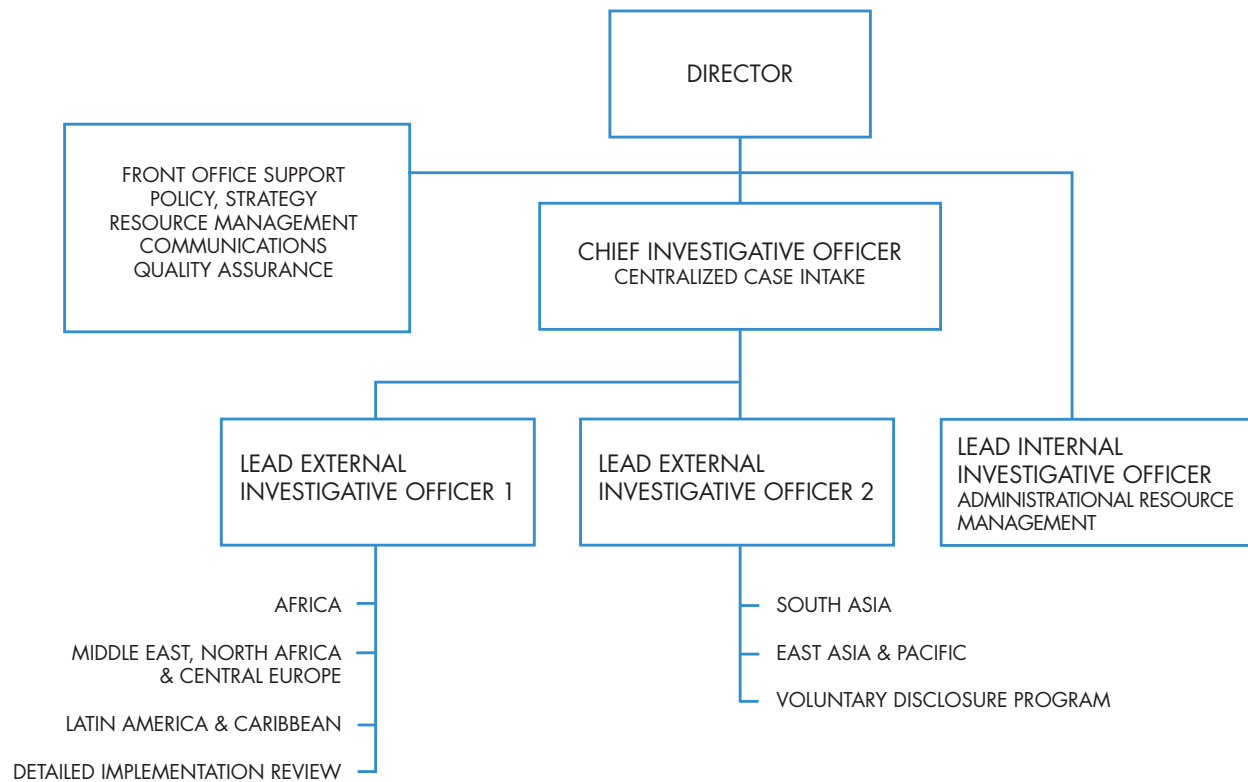 DIRECTOR
FRONT OFFICE SUPPORT
POLICY, STRATEGY
RESOURCE MANAGEMENT
COMMUNICATIONS
QUALITY ASSURANCE
CHIEF INVESTIGATIVE OFFICER
CENTRALIZED CASE INTAKE
LEAD EXTERNAL
INVESTIGATIVE OFFICER 1
LEAD EXTERNAL
INVESTIGATIVE OFFICER 2
LEAD INTERNAL
INVESTIGATIVE OFFICER
ADMINISTRATIONAL RESOURCE
MANAGEMENT
AFRICA
MIDDLE EAST, NORTH AFRICA
& CENTRAL EUROPE
LATIN AMERICA & CARIBBEAN
DETAILED IMPLEMENTATION REVIEW
SOUTH ASIA
EAST ASIA & PACIFIC
VOLUNTARY DISCLOSURE PROGRAM